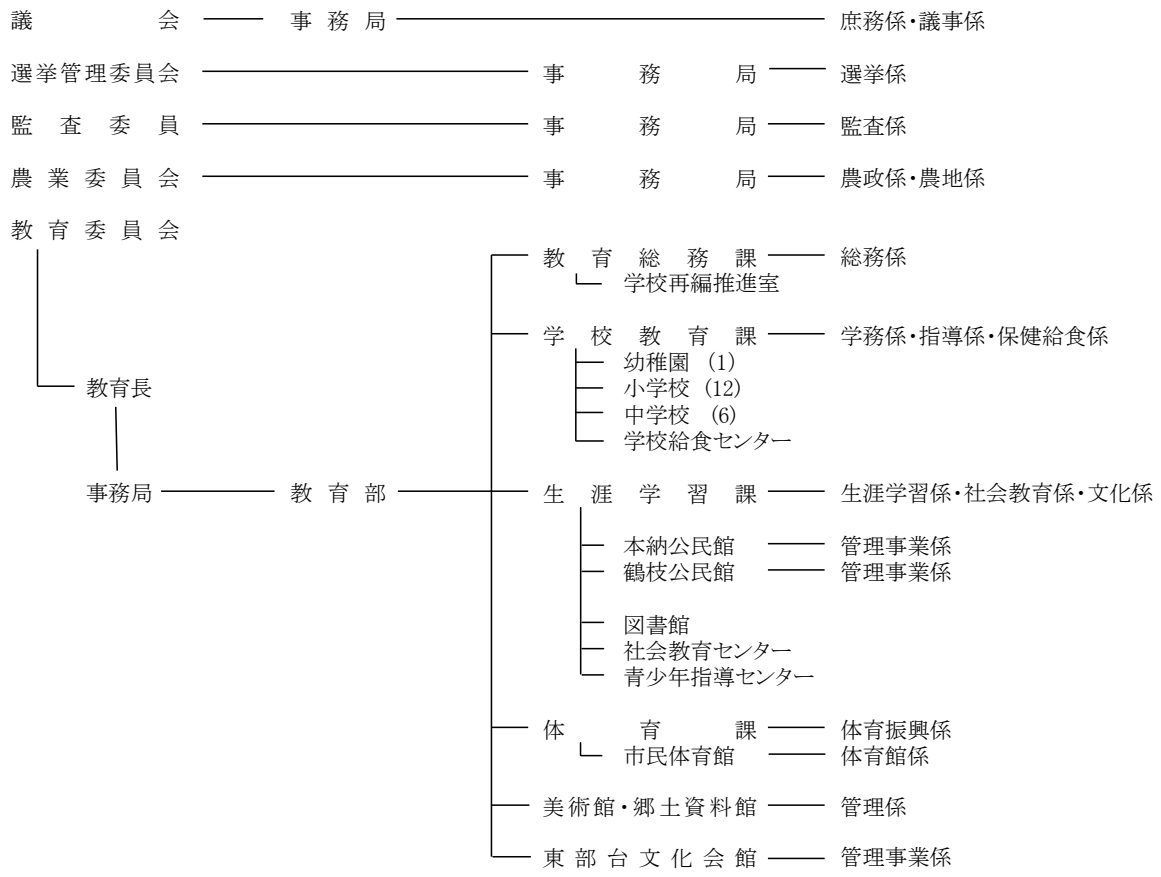 議会 事務局 庶務係・議事係
選挙管理委員会 事務局 選挙係
監査委員 事務局 監査係
農業委員会 事務局 農政係・農地係
教育委員会
教育総務課 総務係
学校再編推進室
学校教育課 学務係・指導係・保健給食係
幼稚園 (1)
教育長 小学校 (12)
中学校 (6)
学校給食センター
事務局 教育部 生涯学習課 生涯学習係・社会教育係・文化係
本納公民館 管理事業係
鶴枝公民館 管理事業係
図書館
社会教育センター
青少年指導センター
体育課 体育振興係
市民体育館 体育館係
美術館・郷土資料館 管理係
東部台文化会館 管理事業係